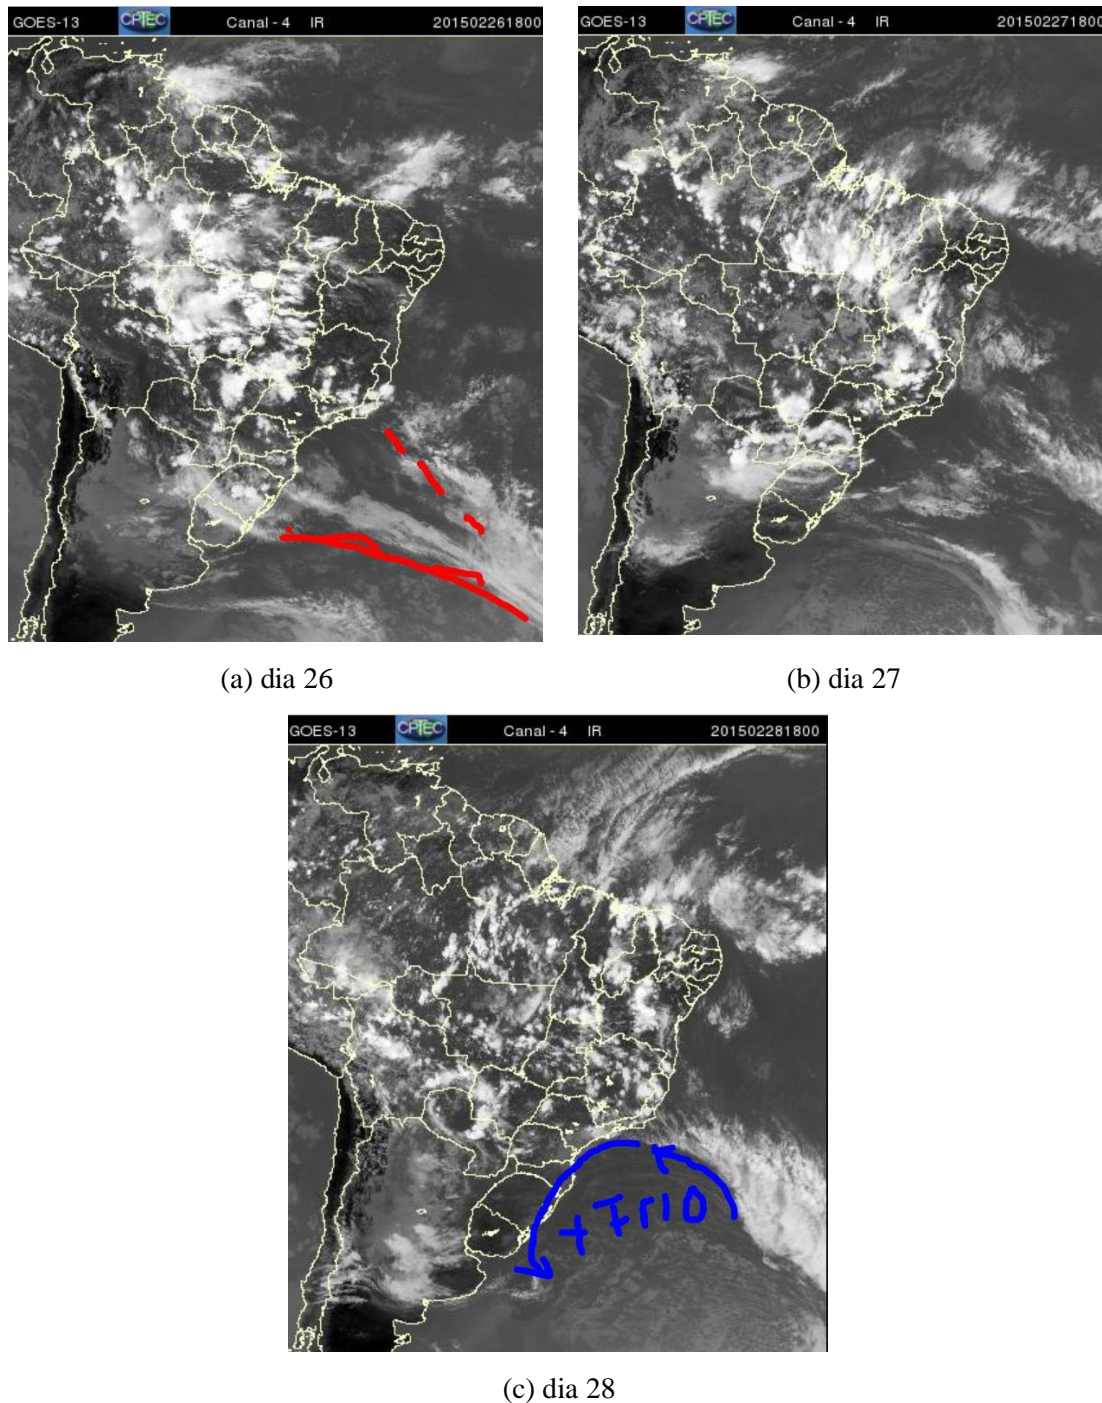 GOES-13 CPTEC Canal - 4 IR 201502261800
GOES-13 CPTEC Canal - 4 IR 201502271800
(a) dia 26
(b) dia 27
GOES-13 CPTEC Canal - 4 IR 201502281800
+ FrIO
(c) dia 28